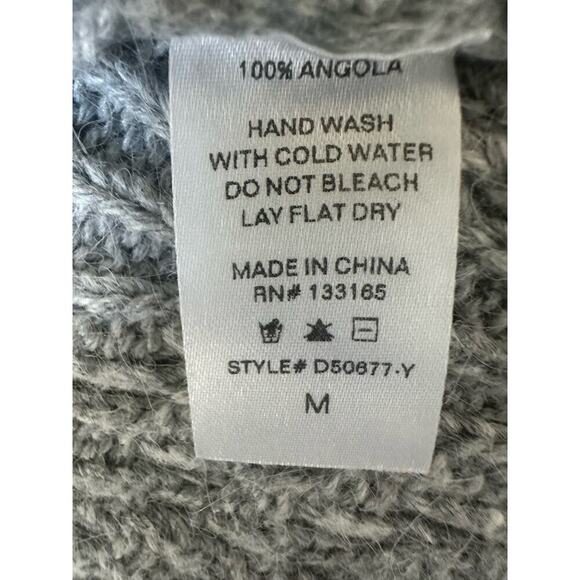 100% ANGOLA
HAND WASH
WITH COLD WATER
DO NOT BLEACH
LAY FLAT DRY
MADE IN CHINA
RN# 133165
STYLE# D50677-Y
M